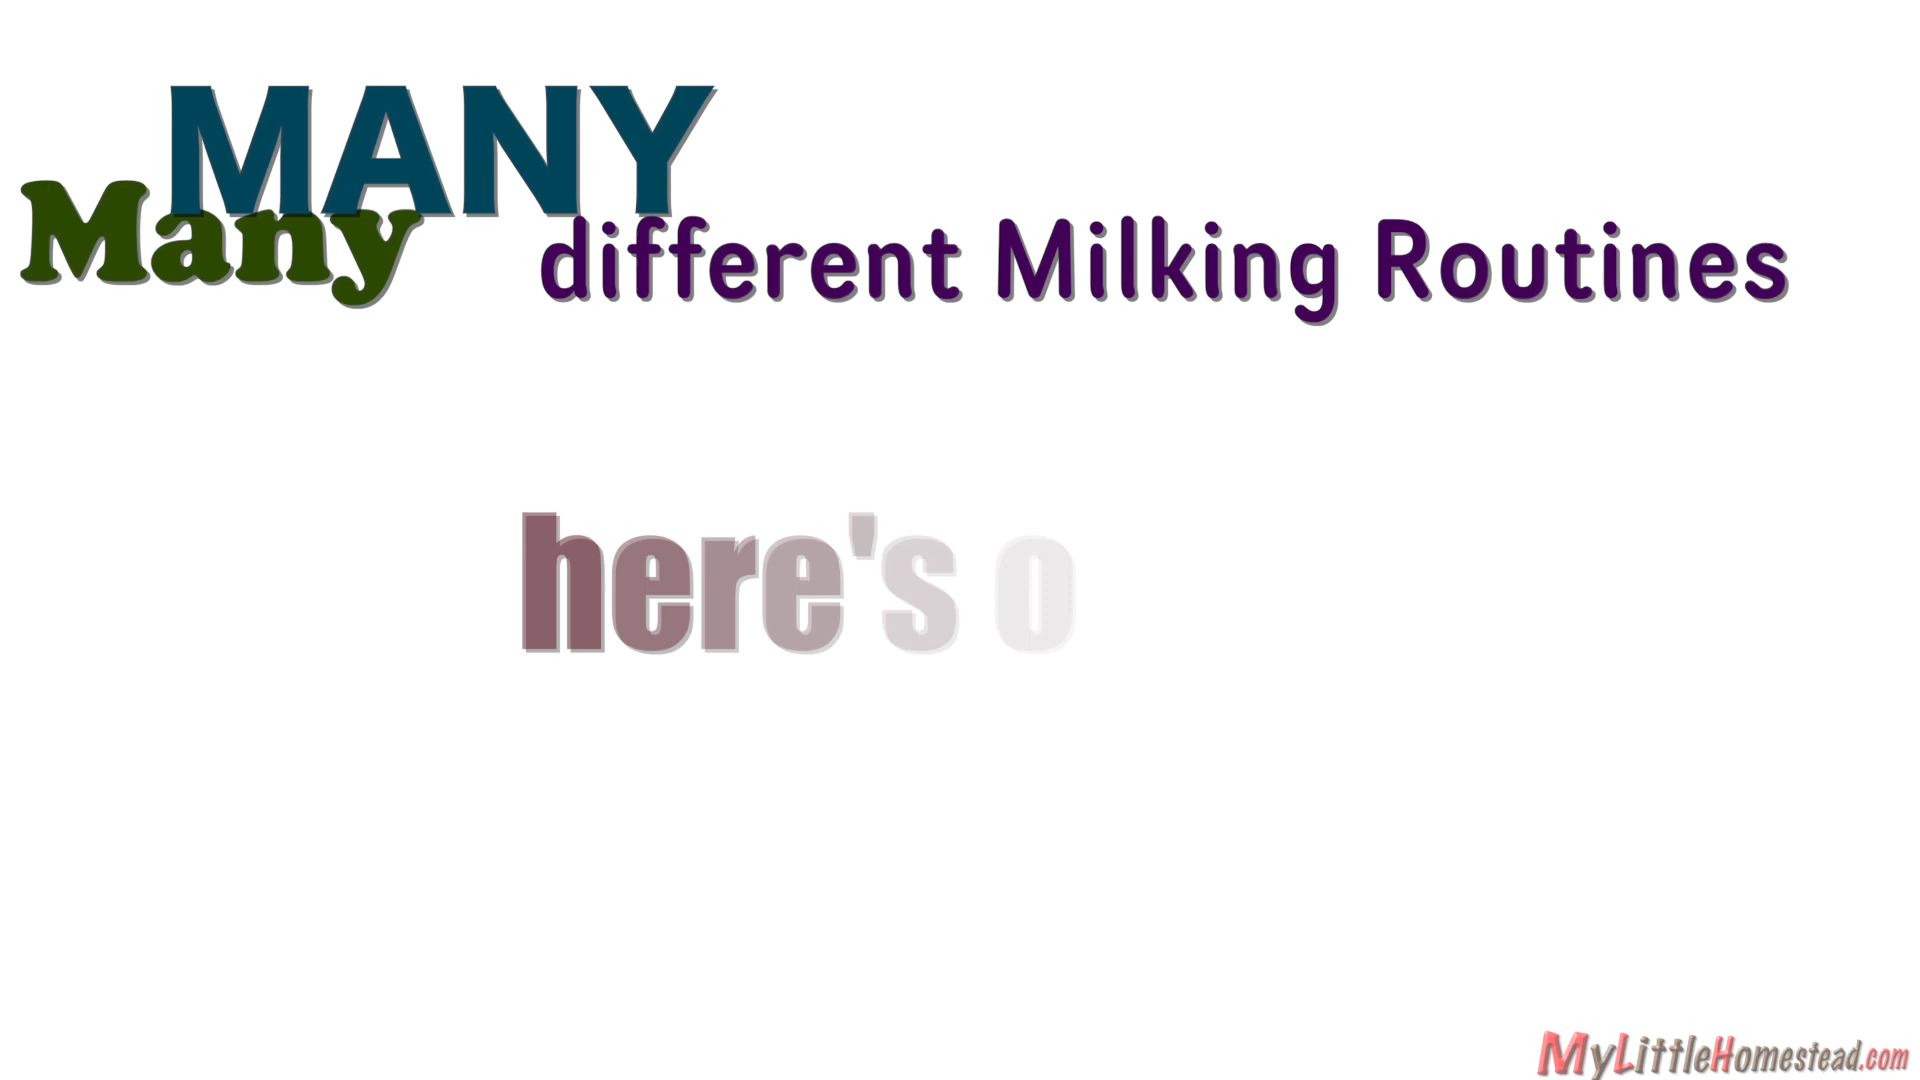 MANY
Many
different Milking Routines
here's o
MyLittleHomestead.com